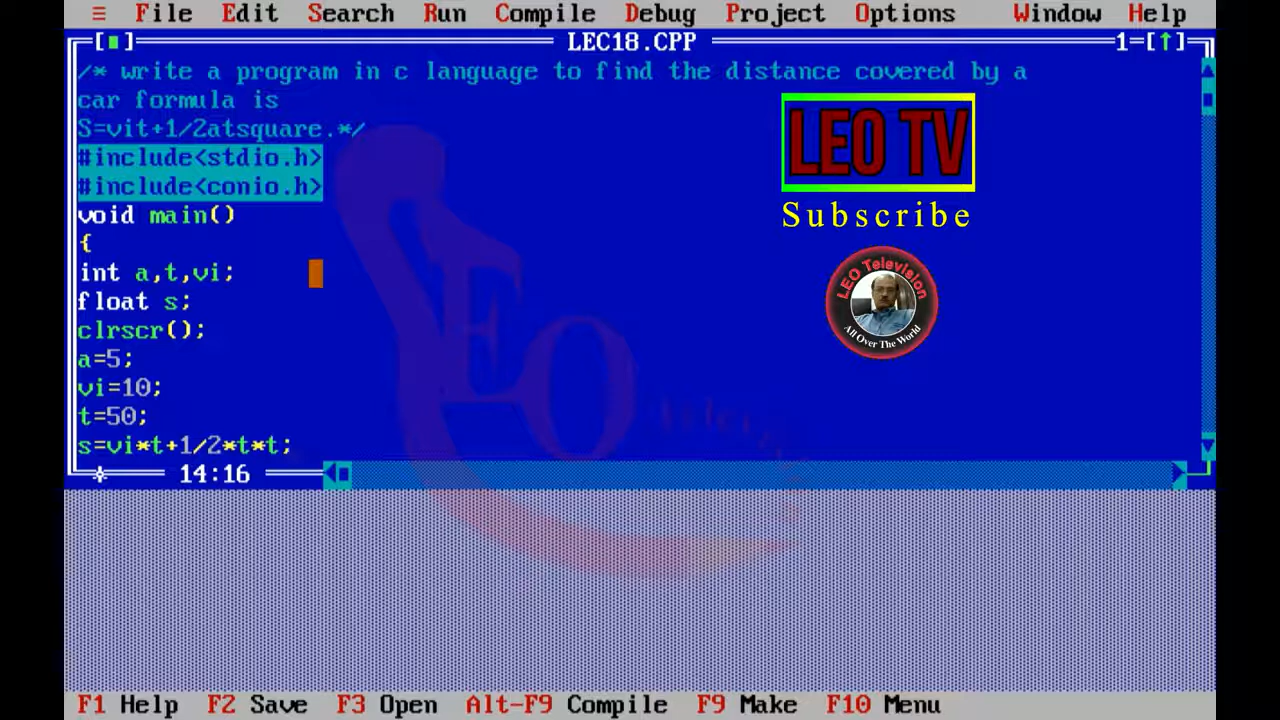 ≡ File Edit Search Run Compile Debug Project Options Window Help
[■] LEC18.CPP 1=[↑]
/* write a program in c language to find the distance covered by a
car formula is
S=vit+1/2atsquare.*/
#include<stdio.h>
#include<conio.h>
void main()
{
int a,t,vi;
float s;
clrscr();
a=5;
vi=10;
t=50;
s=vi*t+1/2*t*t;
14:16
LEO TV
Subscribe
LEO Television
All Over The World
LEO
F1 Help F2 Save F3 Open Alt-F9 Compile F9 Make F10 Menu